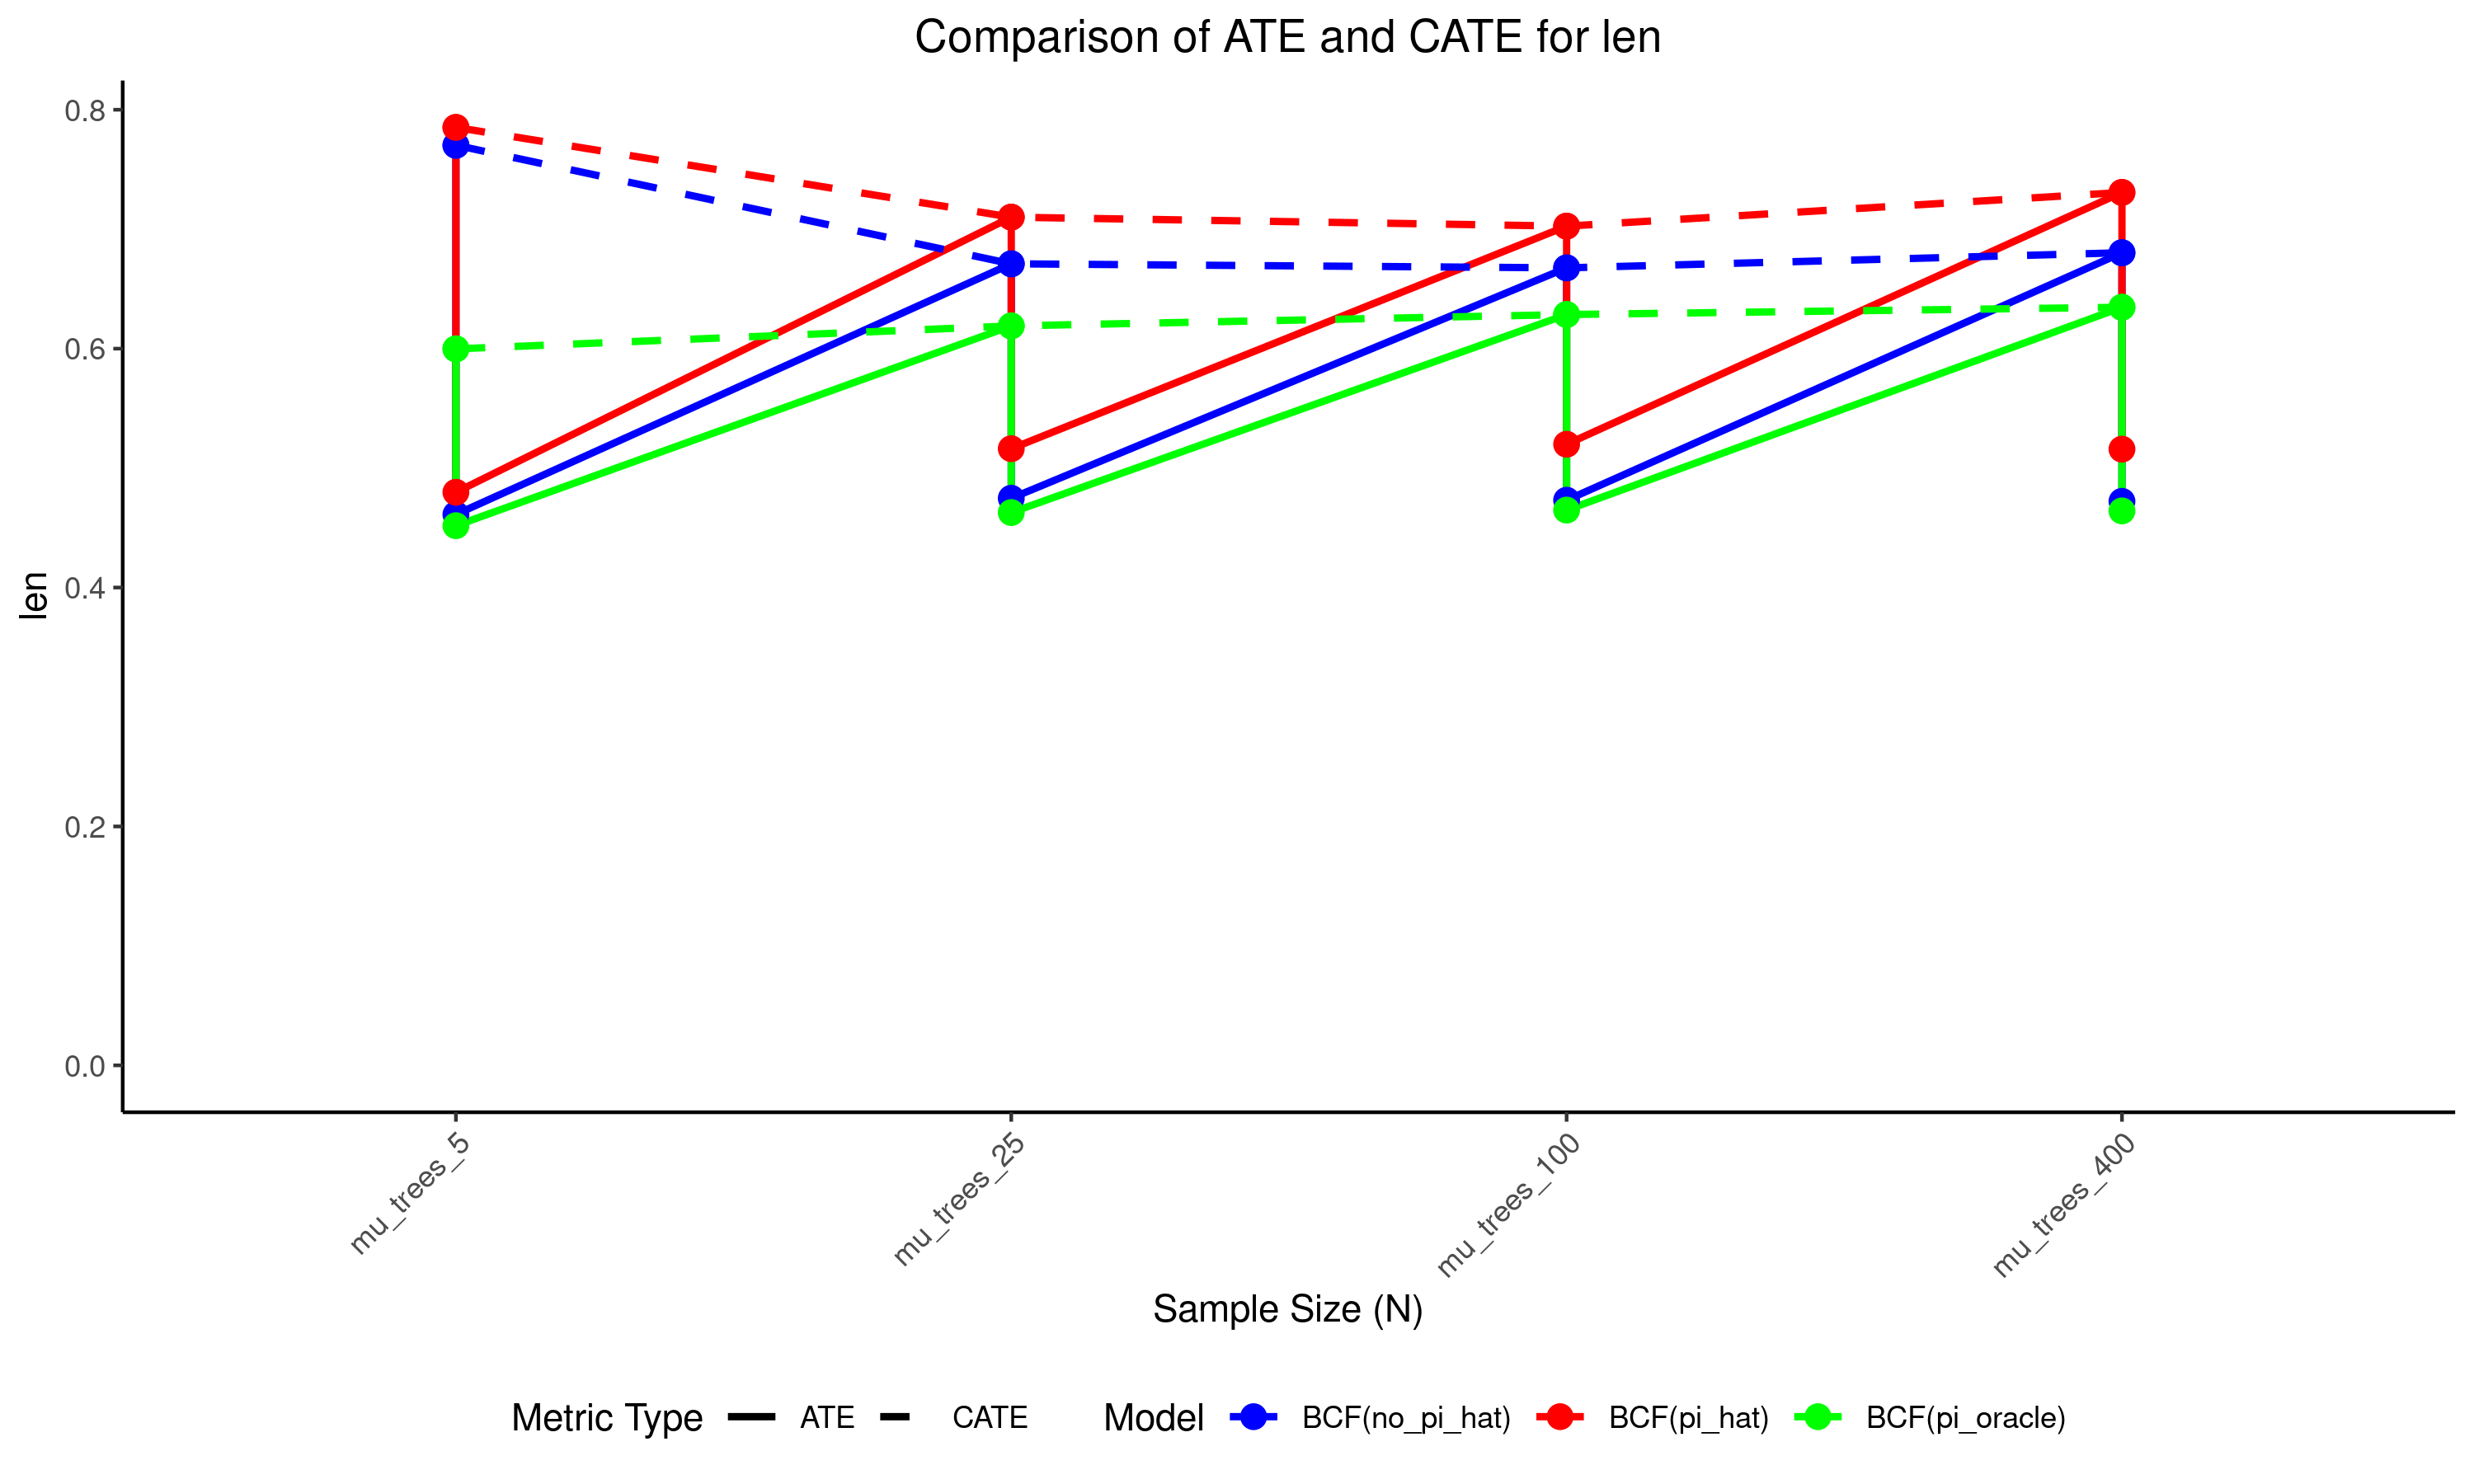 Comparison of ATE and CATE for len
len
0.8
0.6
0.4
0.2
0.0
mu_trees_5
mu_trees_25
mu_trees_100
mu_trees_400
Sample Size (N)
Metric Type ATE CATE Model BCF(no_pi_hat) BCF(pi_hat) BCF(pi_oracle)